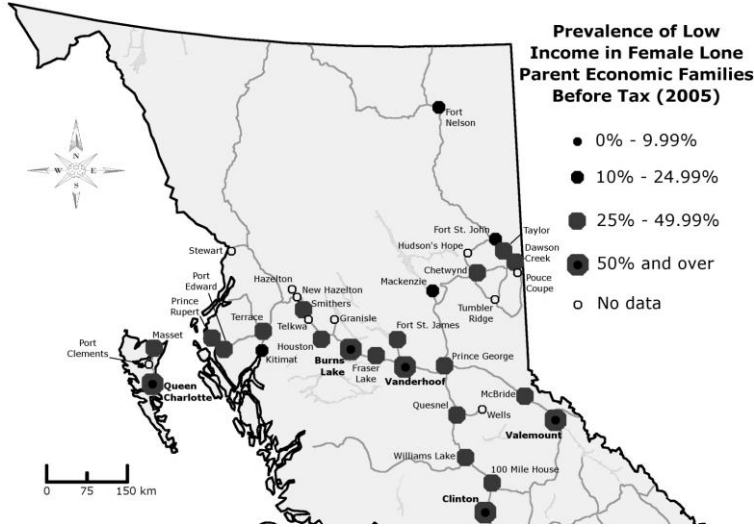 Prevalence of Low
Income in Female Lone
Parent Economic Families
Before Tax (2005)
0% - 9.99%
10% - 24.99%
25% - 49.99%
50% and over
No data
N
W E
S
Fort
Nelson
Fort St. John
Taylor
Hudson's Hope
Dawson
Creek
Stewart
Chetwynd
Pouce
Coupe
Port
Edward
Hazelton
New Hazelton
Mackenzie
Tumbler
Ridge
Prince
Rupert
Smithers
Terrace
Telkwa
Granisle
Fort St. James
Masset
Port
Clements
Houston
Kitimat
Burns
Lake
Fraser
Lake
Prince George
Vanderhoof
Queen
Charlotte
McBride
Quesnel
Wells
Valemount
Williams Lake
100 Mile House
Clinton
0 75 150 km